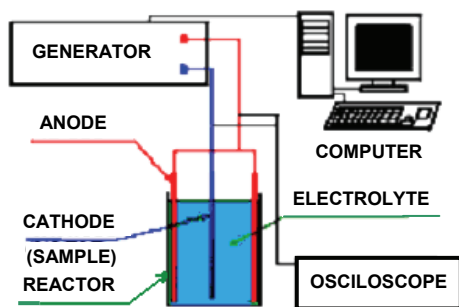 GENERATOR
ANODE
COMPUTER
CATHODE
(SAMPLE)
ELECTROLYTE
REACTOR
OSCILOSCOPE